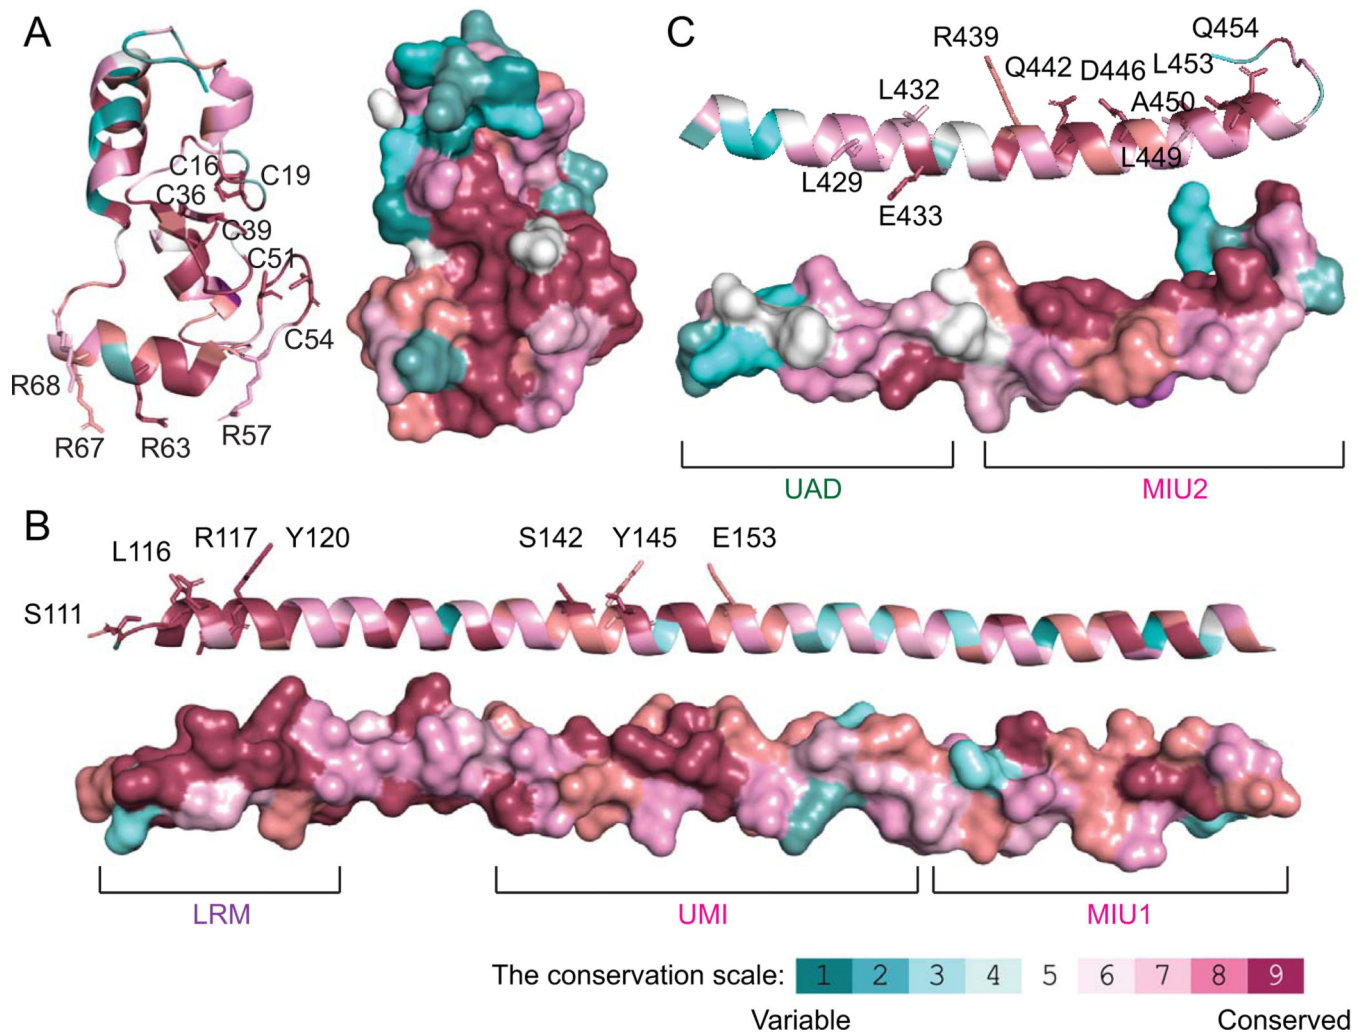 A
C16
C19
C36
C39
C51
C54
R68
R67
R63
R57
C
Q454
R439
L453
Q442
D446
L432
A450
L449
L429
E433
UAD
MIU2
B
L116
R117
Y120
S142
Y145
E153
S111
LRM
UMI
MIU1
The conservation scale:
1 2 3 4 5 6 7 8 9
Variable Conserved